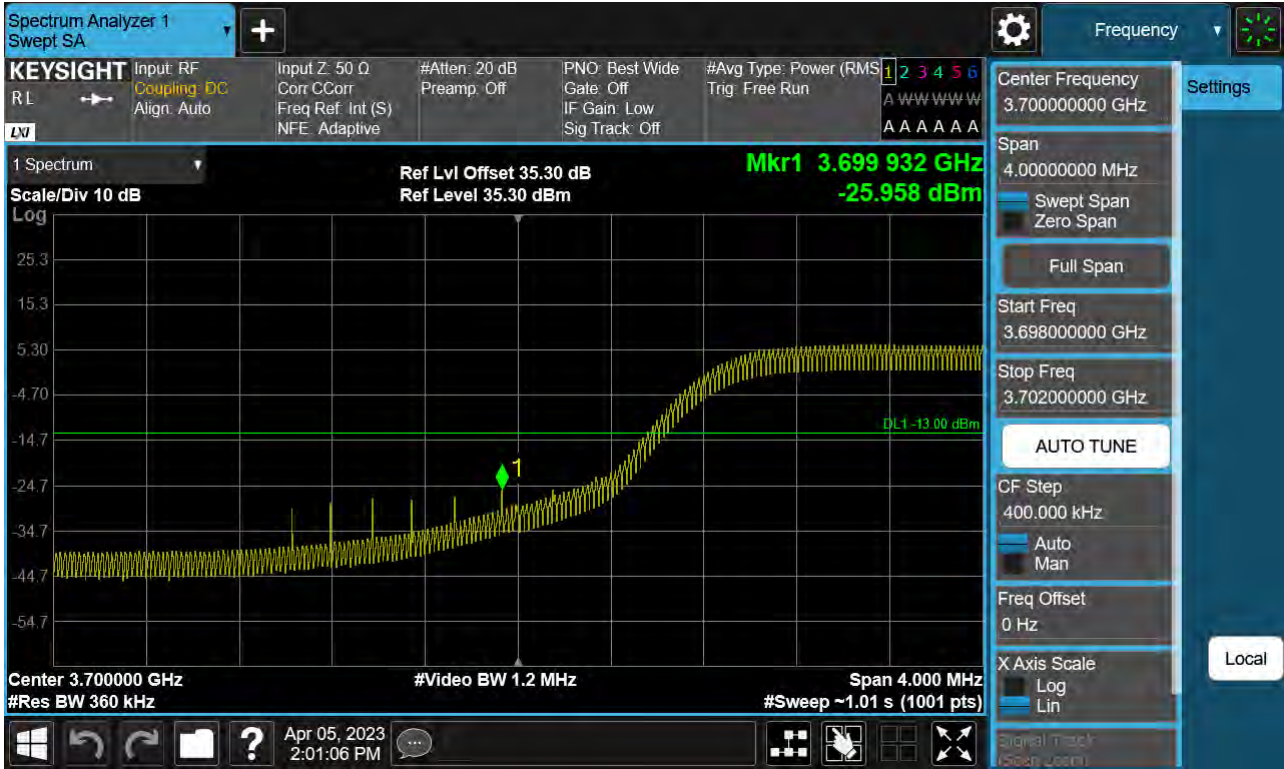 Spectrum Analyzer 1
Swept SA
Frequency
KEYSIGHT
RL
LXI
Input: RF
Coupling: DC
Align: Auto
Input Z: 50 Ω
Corr CCorr
Freq Ref: Int (S)
NFE: Adaptive
#Atten: 20 dB
Preamp: Off
PNO: Best Wide
Gate: Off
IF Gain: Low
Sig Track: Off
#Avg Type: Power (RMS
Trig: Free Run
1 2 3 4 5 6
A W W W W W
A A A A A A
1 Spectrum
Scale/Div 10 dB
Log
Ref Lvl Offset 35.30 dB
Ref Level 35.30 dBm
Mkr1 3.699 932 GHz
-25.958 dBm
25.3
15.3
5.30
-4.70
-14.7
-24.7
-34.7
-44.7
-54.7
DL1 -13.00 dBm
1
Center 3.700000 GHz
#Res BW 360 kHz
#Video BW 1.2 MHz
Span 4.000 MHz
#Sweep ~1.01 s (1001 pts)
Center Frequency
3.700000000 GHz
Settings
Span
4.00000000 MHz
Swept Span
Zero Span
Full Span
Start Freq
3.698000000 GHz
Stop Freq
3.702000000 GHz
AUTO TUNE
CF Step
400.000 kHz
Auto
Man
Freq Offset
0 Hz
X Axis Scale
Log
Lin
Signal Track
(Span Zoom)
Local
?
Apr 05, 2023
2:01:06 PM